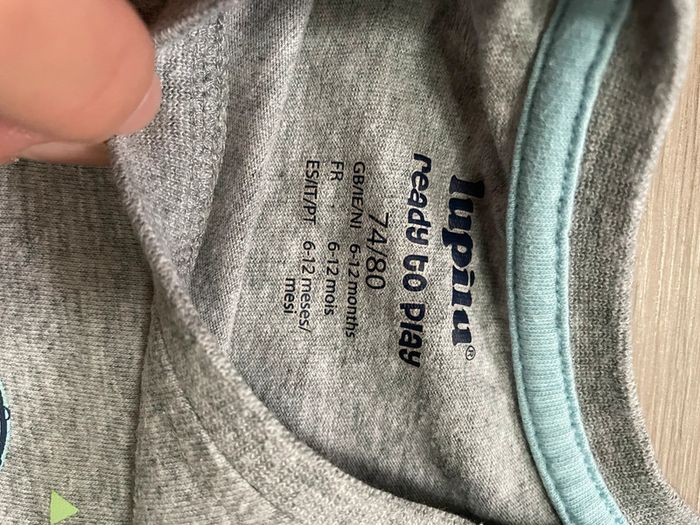 lupilu®
ready to play
74/80
GB/IE/NI 6-12 months
FR 6-12 mois
ES/IT/PT 6-12 meses/
mesi